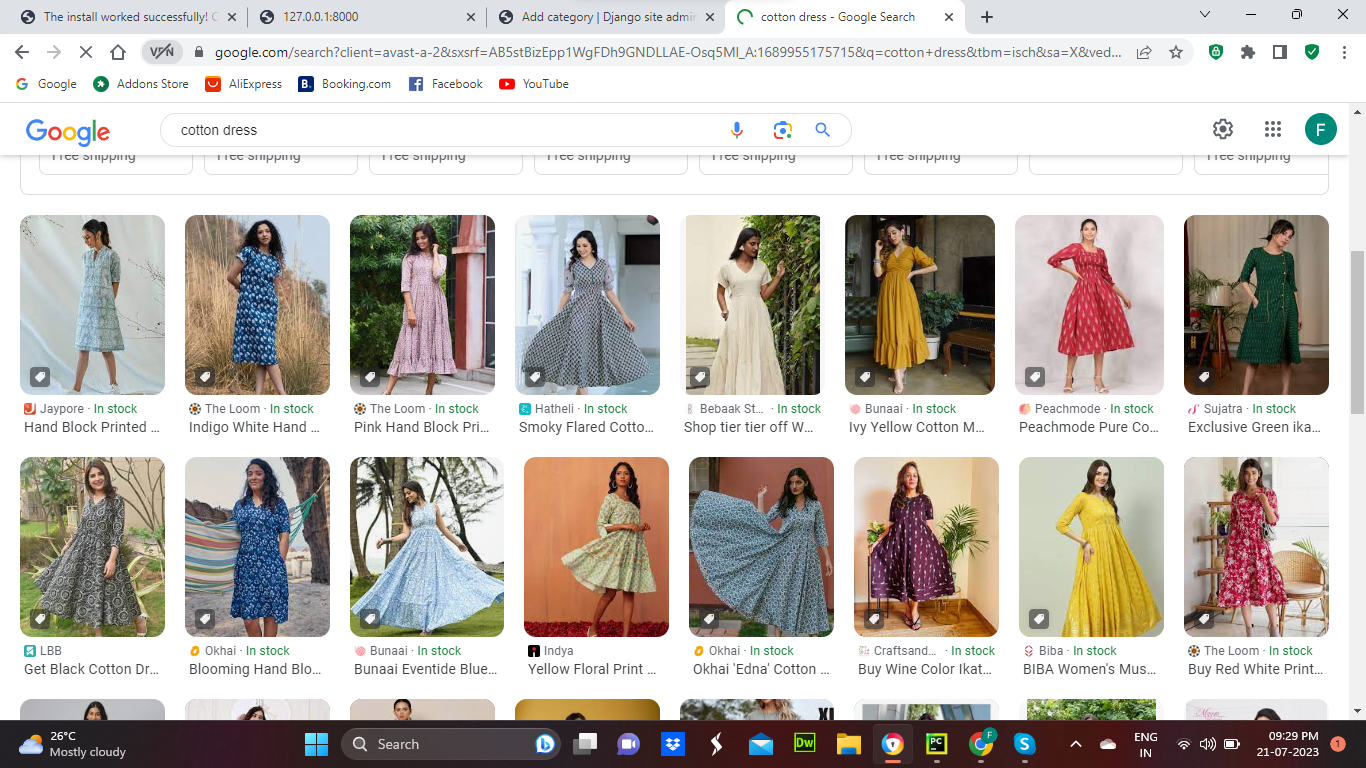 The install worked successfully! C
127.0.0.1:8000
Add category | Django site admin
cotton dress - Google Search
VPN
google.com/search?client=avast-a-2&sxsrf=AB5stBizEpp1WgFDh9GNDLLAE-Osq5MI_A:1689955175715&q=cotton+dress&tbm=isch&sa=X&ved...
Google
Addons Store
AliExpress
B. Booking.com
Facebook
YouTube
Google
cotton dress
F
Free shipping Free shipping Free shipping Free shipping Free shipping Free shipping Free shipping
Jaypore · In stock
Hand Block Printed ...
The Loom · In stock
Indigo White Hand ...
The Loom · In stock
Pink Hand Block Pri...
Hatheli · In stock
Smoky Flared Cotto...
Bebaak St... · In stock
Shop tier tier off W...
Bunaai · In stock
Ivy Yellow Cotton M...
Peachmode · In stock
Peachmode Pure Co...
Sujatra · In stock
Exclusive Green ika...
LBB
Get Black Cotton Dr...
Okhai · In stock
Blooming Hand Blo...
Bunaai · In stock
Bunaai Eventide Blue...
Indya
Yellow Floral Print ...
Okhai · In stock
Okhai 'Edna' Cotton ...
Craftsand... · In stock
Buy Wine Color Ikat...
Biba · In stock
BIBA Women's Mus...
The Loom · In stock
Buy Red White Print...
26°C
Mostly cloudy
Search
Dw
PC
F
S
ENG
IN
09:29 PM
21-07-2023
1